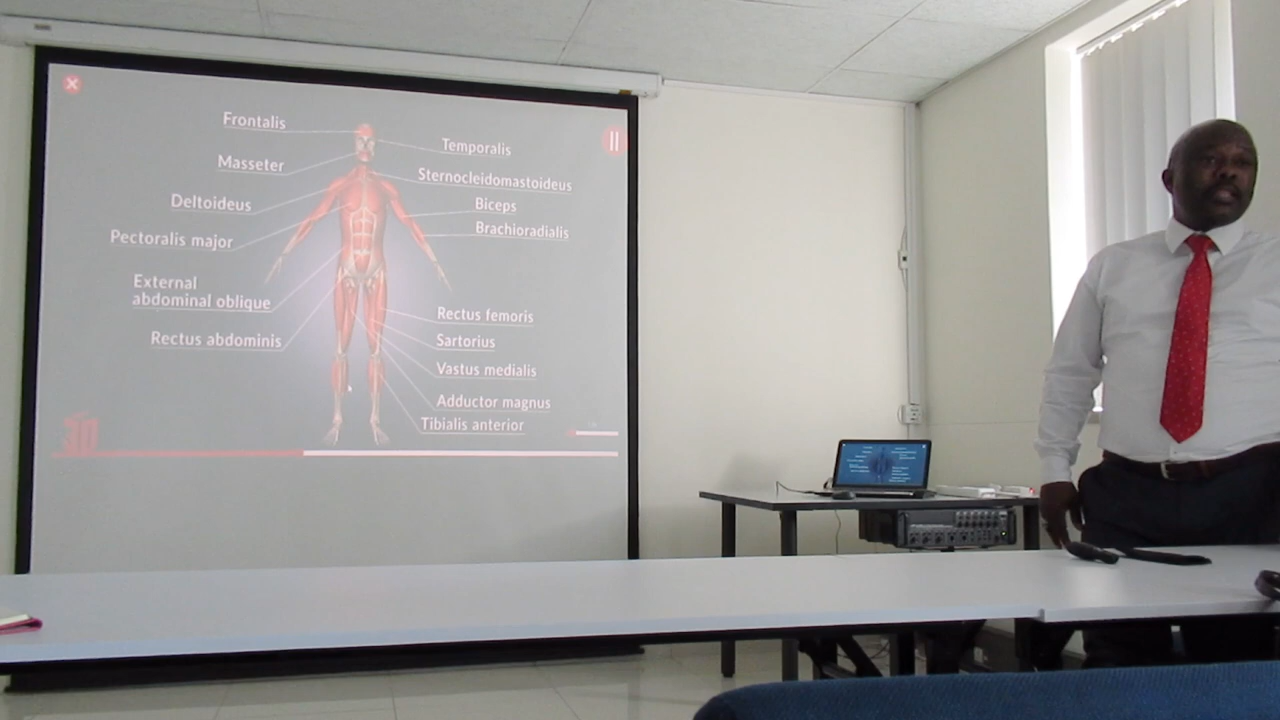 Frontalis
Temporalis
Masseter
Sternocleidomastoideus
Deltoideus
Biceps
Pectoralis major
Brachioradialis
External
abdominal oblique
Rectus femoris
Rectus abdominis
Sartorius
Vastus medialis
Adductor magnus
Tibialis anterior